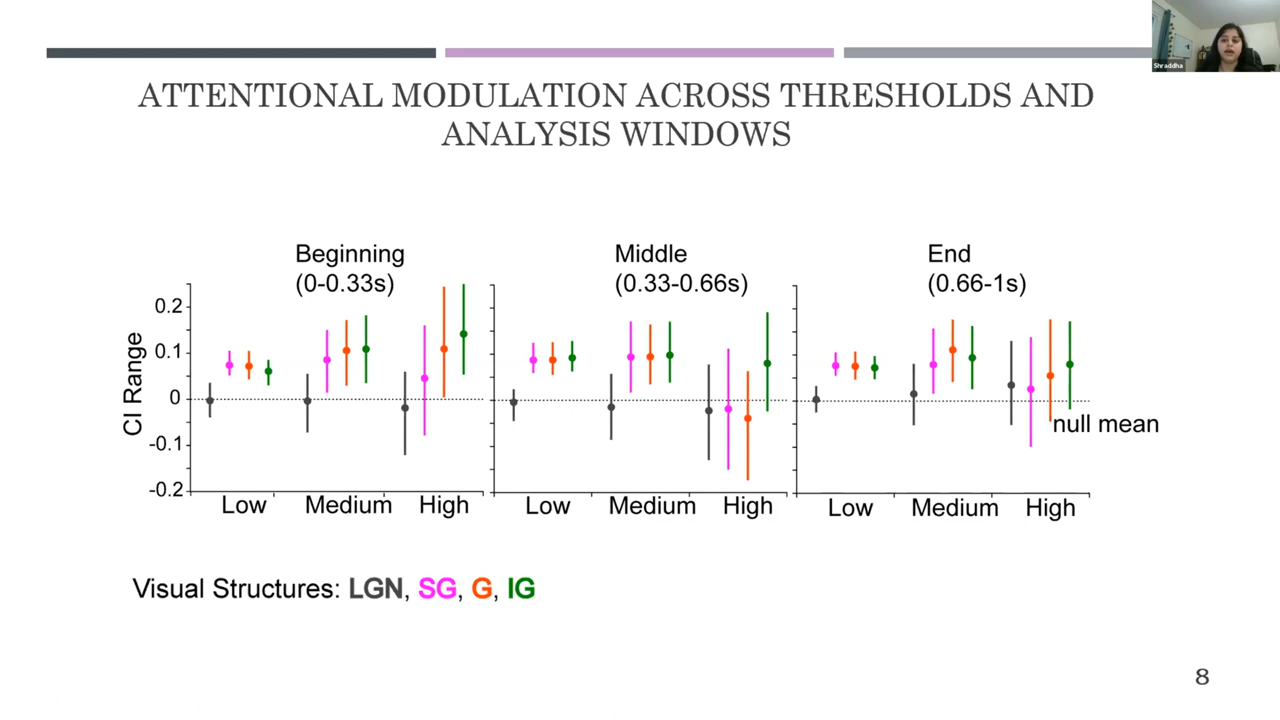 Shraddha
ATTENTIONAL MODULATION ACROSS THRESHOLDS AND
ANALYSIS WINDOWS
Beginning
(0-0.33s)
Middle
(0.33-0.66s)
End
(0.66-1s)
CI Range
0.2
0.1
0
-0.1
-0.2
null mean
Low Medium High
Low Medium High
Low Medium High
Visual Structures: LGN, SG, G, IG
8